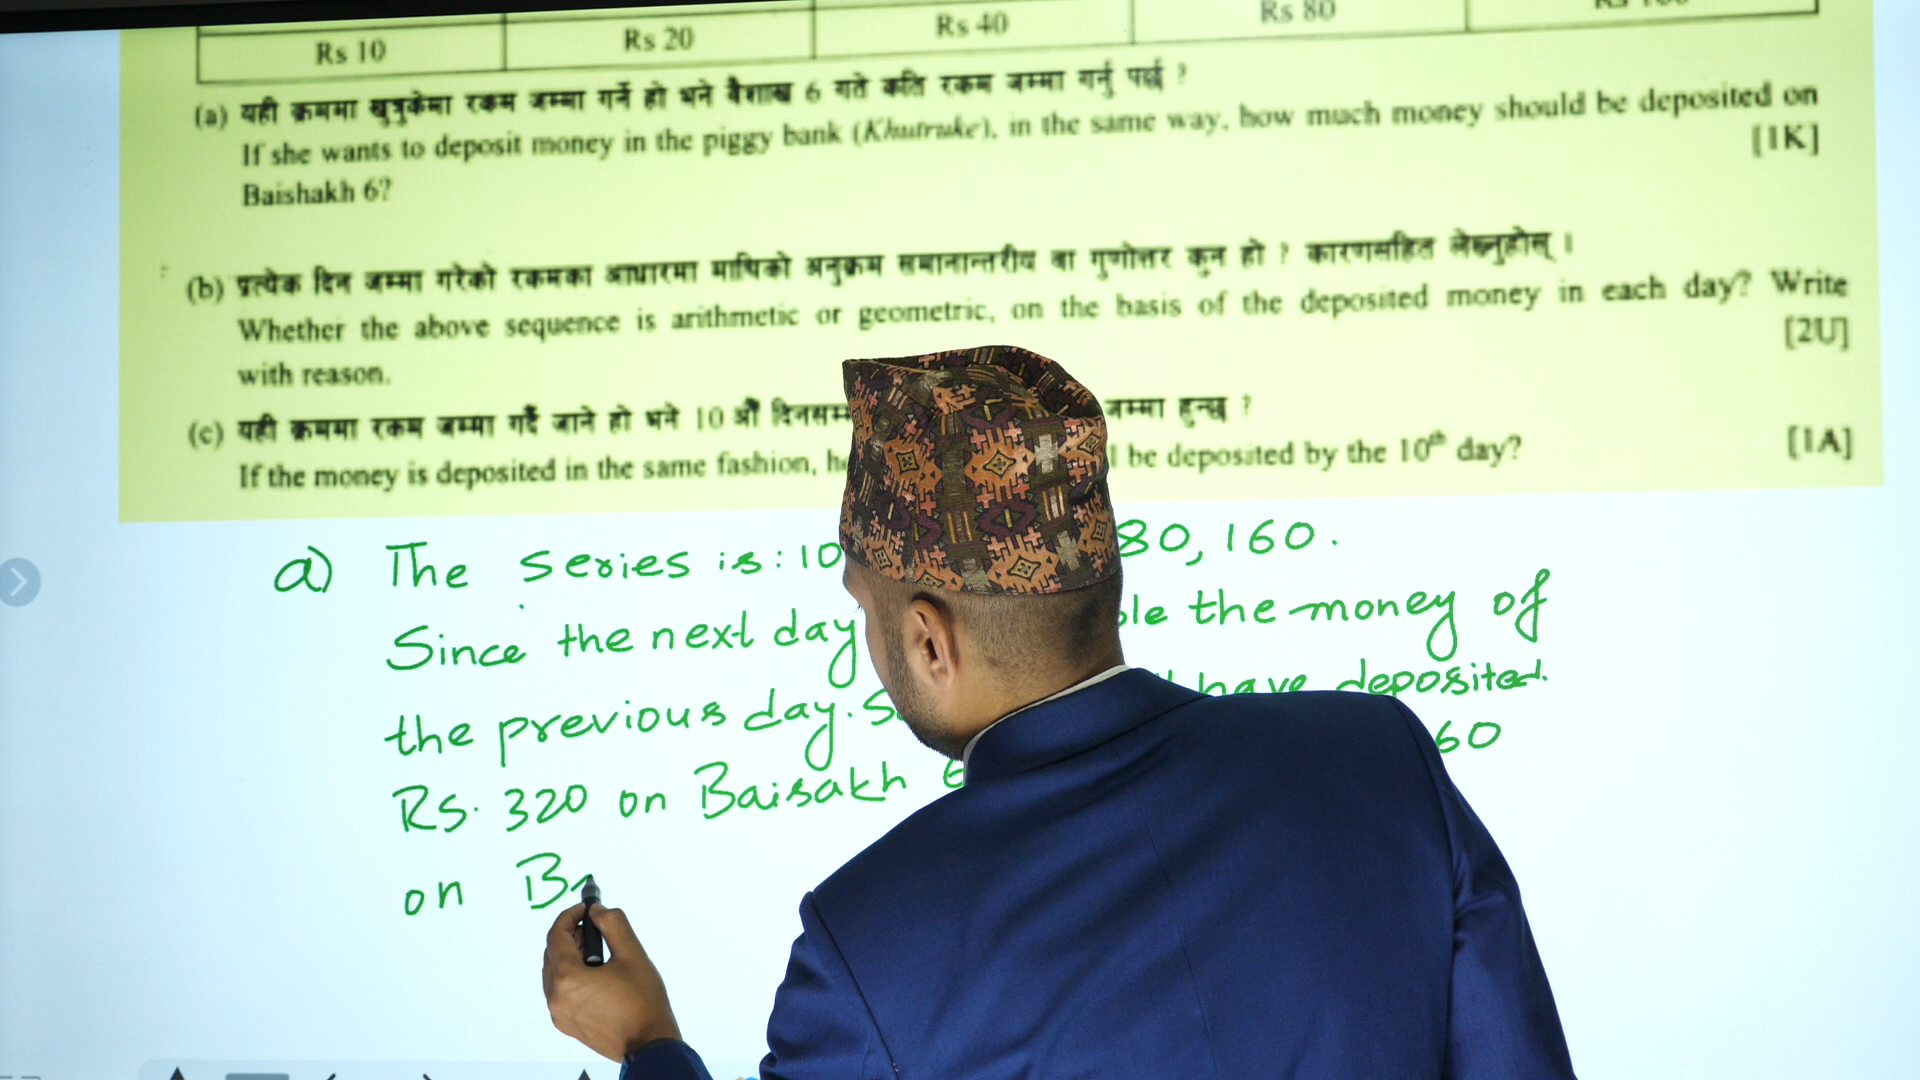 Rs 10 Rs 20 Rs 40 Rs 80
(a) यही क्रममा खुत्रुकेमा रकम जम्मा गर्ने हो भने बैशाख 6 गते कति रकम जम्मा गर्नु पर्छ ?
If she wants to deposit money in the piggy bank (Khutruke), in the same way, how much money should be deposited on
Baishakh 6? [1K]
(b) प्रत्येक दिन जम्मा गरेको रकमका आधारमा माथिको अनुक्रम समानान्तरीय वा गुणोत्तर कुन हो ? कारणसहित लेख्नुहोस् ।
Whether the above sequence is arithmetic or geometric, on the basis of the deposited money in each day? Write
with reason. [2U]
(c) यही क्रममा रकम जम्मा गर्दै जाने हो भने 10 औं जम्मा हुन्छ ?
If the money is deposited in the same fashion, be deposited by the 10th day? [1A]
a) The series is: 10 80, 160.
Since the next day the money of
the previous day. have deposited.
Rs. 320 on Baisakh 6 60
on B